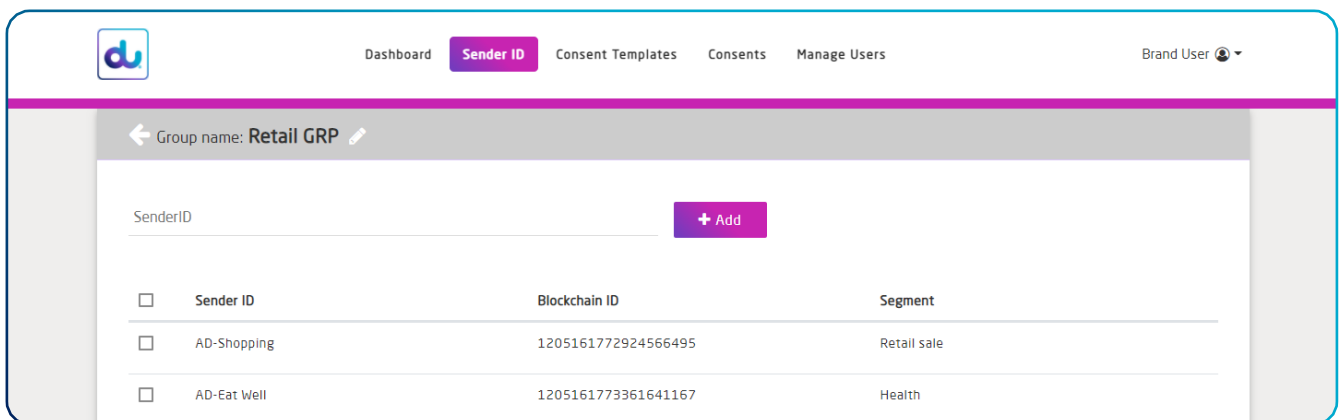 du
Dashboard Sender ID Consent Templates Consents Manage Users Brand User
Group name: Retail GRP
SenderID + Add
Sender ID Blockchain ID Segment
AD-Shopping 1205161772924566495 Retail sale
AD-Eat Well 1205161773361641167 Health